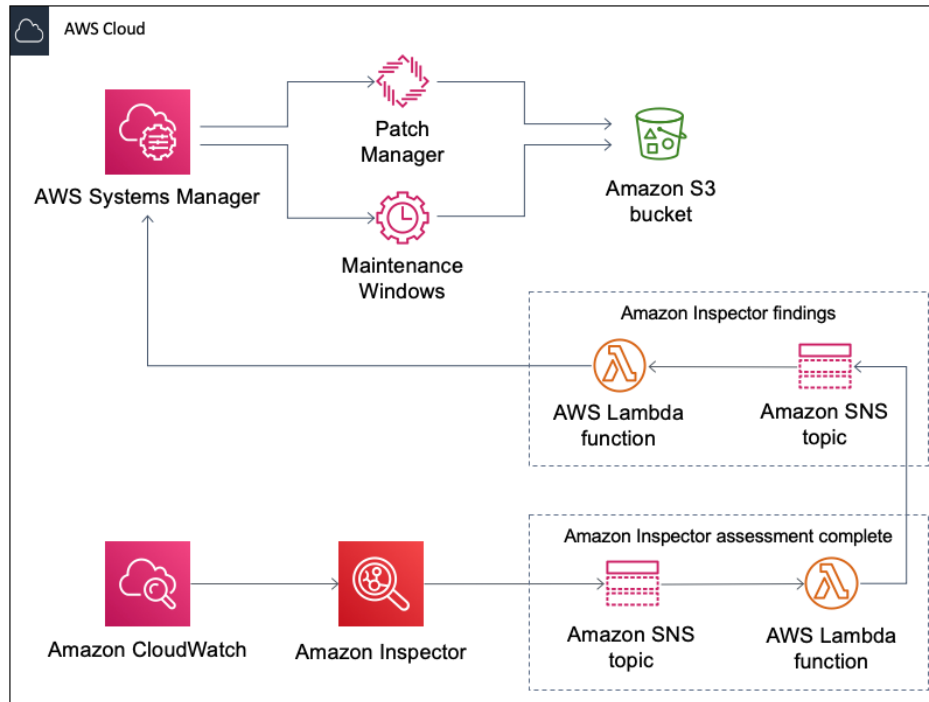 AWS Cloud
Patch
Manager
AWS Systems Manager
Amazon S3
bucket
Maintenance
Windows
Amazon Inspector findings
AWS Lambda
function
Amazon SNS
topic
Amazon Inspector assessment complete
Amazon CloudWatch
Amazon Inspector
Amazon SNS
topic
AWS Lambda
function